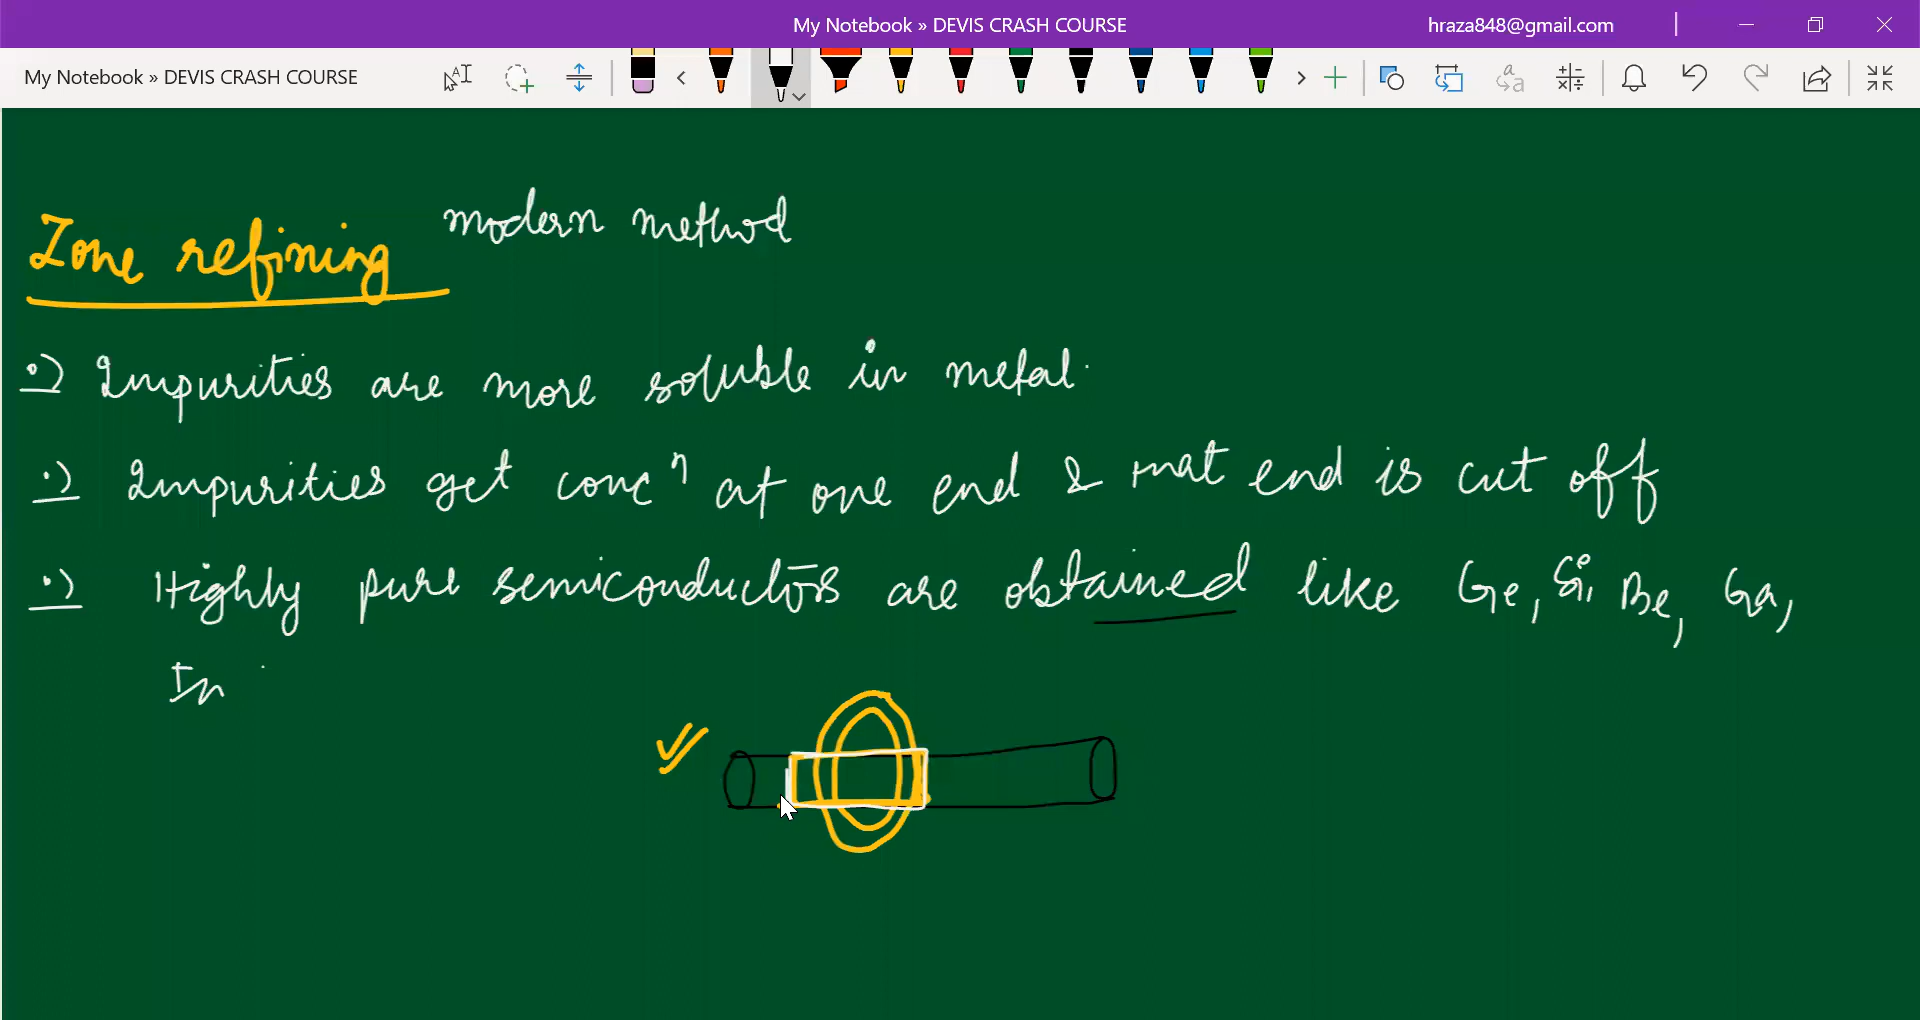 My Notebook » DEVIS CRASH COURSE
hraza848@gmail.com
My Notebook » DEVIS CRASH COURSE
Zone refining modern method
Impurities are more soluble in metal.
Impurities get concⁿ at one end & that end is cut off
Highly pure semiconductors are obtained like Ge, Si, Be, Ga,
In